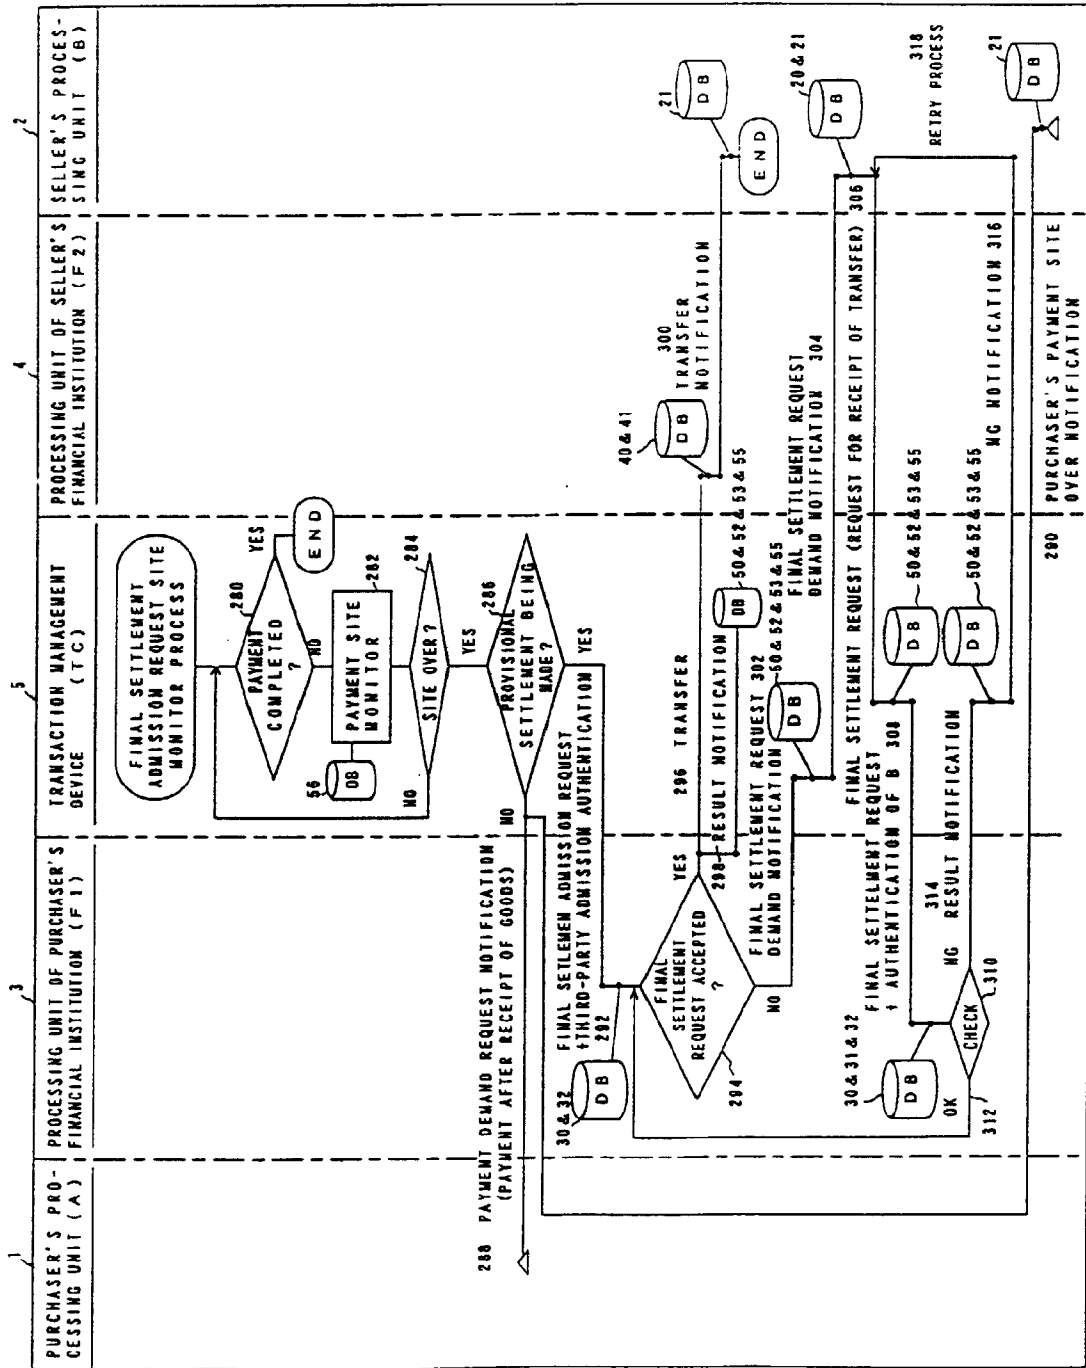 1
PURCHASER'S PRO-
CESSING UNIT (A)
3
PROCESSING UNIT OF PURCHASER'S
FINANCIAL INSTITUTION (F1)
5
TRANSACTION MANAGEMENT
DEVICE (TC)
4
PROCESSING UNIT OF SELLER'S
FINANCIAL INSTITUTION (F2)
2
SELLER'S PROCES-
SING UNIT (B)
FINAL SETTLEMENT
ADMISSION REQUEST SITE
MONITOR PROCESS
280
PAYMENT
COMPLETED
?
YES
END
NO
282
PAYMENT SITE
MONITOR
56
DB
284
SITE OVER?
NO
YES
286
PROVISIONAL
SETTLEMENT BEING
MADE?
NO
YES
288 PAYMENT DEMAND REQUEST NOTIFICATION
(PAYMENT AFTER RECEIPT OF GOODS)
FINAL SETLEMEN ADMISSION REQUEST
+THIRD-PARTY ADMISSION AUTHENTICATION
292
30&32
DB
FINAL
SETTLEMENT
REQUEST ACCEPTED
?
294
YES
NO
296 TRANSFER
298 RESULT NOTIFICATION
DB
50&52&53&55
40&41
DB
300
TRANSFER
NOTIFICATION
21
DB
END
FINAL SETTLEMENT REQUEST 302
DEMAND NOTIFICATION
50&52&53&55
DB
FINAL SETTLEMENT REQUEST
DEMAND NOTIFICATION 304
20&21
DB
FINAL SETTLEMENT REQUEST (REQUEST FOR RECEIPT OF TRANSFER) 306
DB
50&52&53&55
FINAL SETTELMENT REQUEST
+ AUTHENTICATION OF B 308
30&31&32
DB
CHECK
310
OK
312
NG
314
RESULT NOTIFICATION
DB
50&52&53&55
NG NOTIFICATION 316
318
RETRY PROCESS
290
PURCHASER'S PAYMENT SITE
OVER NOTIFICATION
21
DB